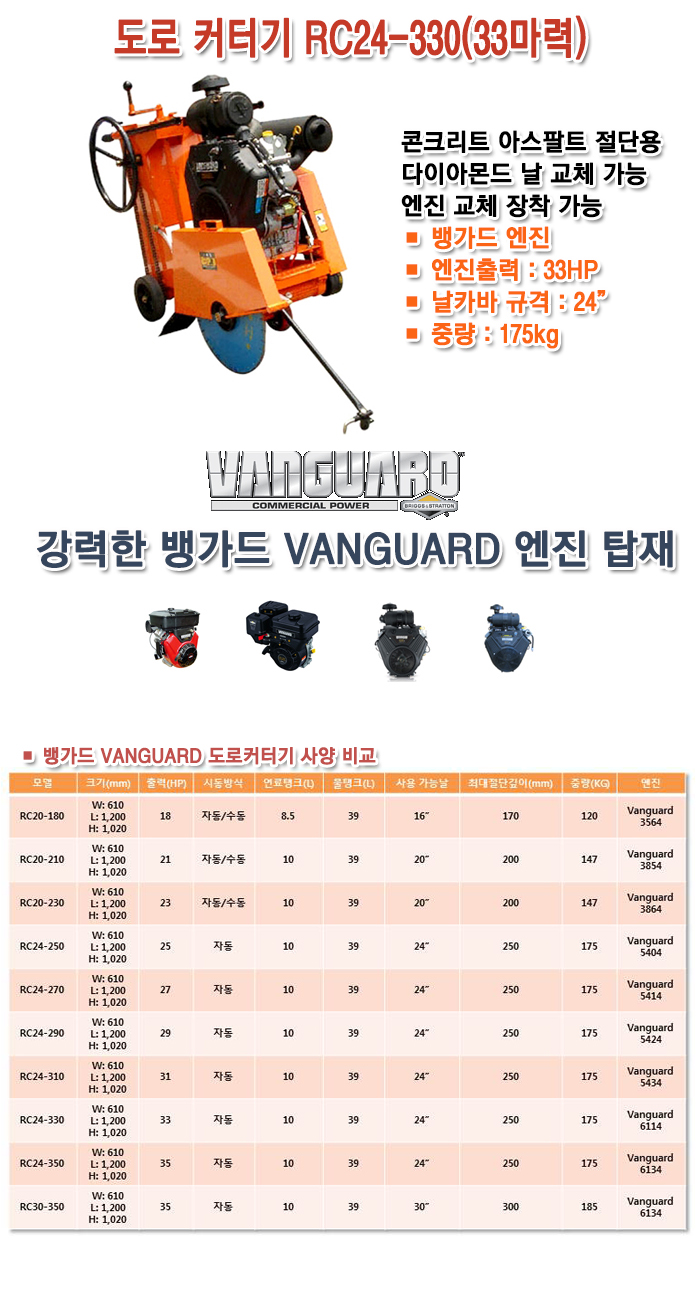 도로 커터기 RC24-330(33마력)
콘크리트 아스팔트 절단용
다이아몬드 날 교체 가능
엔진 교체 장착 가능
■ 뱅가드 엔진
■ 엔진출력 : 33HP
■ 날카바 규격 : 24”
■ 중량 : 175kg
VANGUARD
COMMERCIAL POWER
BRIGGS & STRATTON
강력한 뱅가드 VANGUARD 엔진 탑재
■ 뱅가드 VANGUARD 도로커터기 사양 비교
모델 크기(mm) 출력(HP) 시동방식 연료탱크(L) 물탱크(L) 사용 가능날 최대절단깊이(mm) 중량(KG) 엔진
RC20-180 W: 610 L: 1,200 H: 1,020 18 자동/수동 8.5 39 16″ 170 120 Vanguard 3564
RC20-210 W: 610 L: 1,200 H: 1,020 21 자동/수동 10 39 20″ 200 147 Vanguard 3854
RC20-230 W: 610 L: 1,200 H: 1,020 23 자동/수동 10 39 20″ 200 147 Vanguard 3864
RC24-250 W: 610 L: 1,200 H: 1,020 25 자동 10 39 24″ 250 175 Vanguard 5404
RC24-270 W: 610 L: 1,200 H: 1,020 27 자동 10 39 24″ 250 175 Vanguard 5414
RC24-290 W: 610 L: 1,200 H: 1,020 29 자동 10 39 24″ 250 175 Vanguard 5424
RC24-310 W: 610 L: 1,200 H: 1,020 31 자동 10 39 24″ 250 175 Vanguard 5434
RC24-330 W: 610 L: 1,200 H: 1,020 33 자동 10 39 24″ 250 175 Vanguard 6114
RC24-350 W: 610 L: 1,200 H: 1,020 35 자동 10 39 24″ 250 175 Vanguard 6134
RC30-350 W: 610 L: 1,200 H: 1,020 35 자동 10 39 30″ 300 185 Vanguard 6134